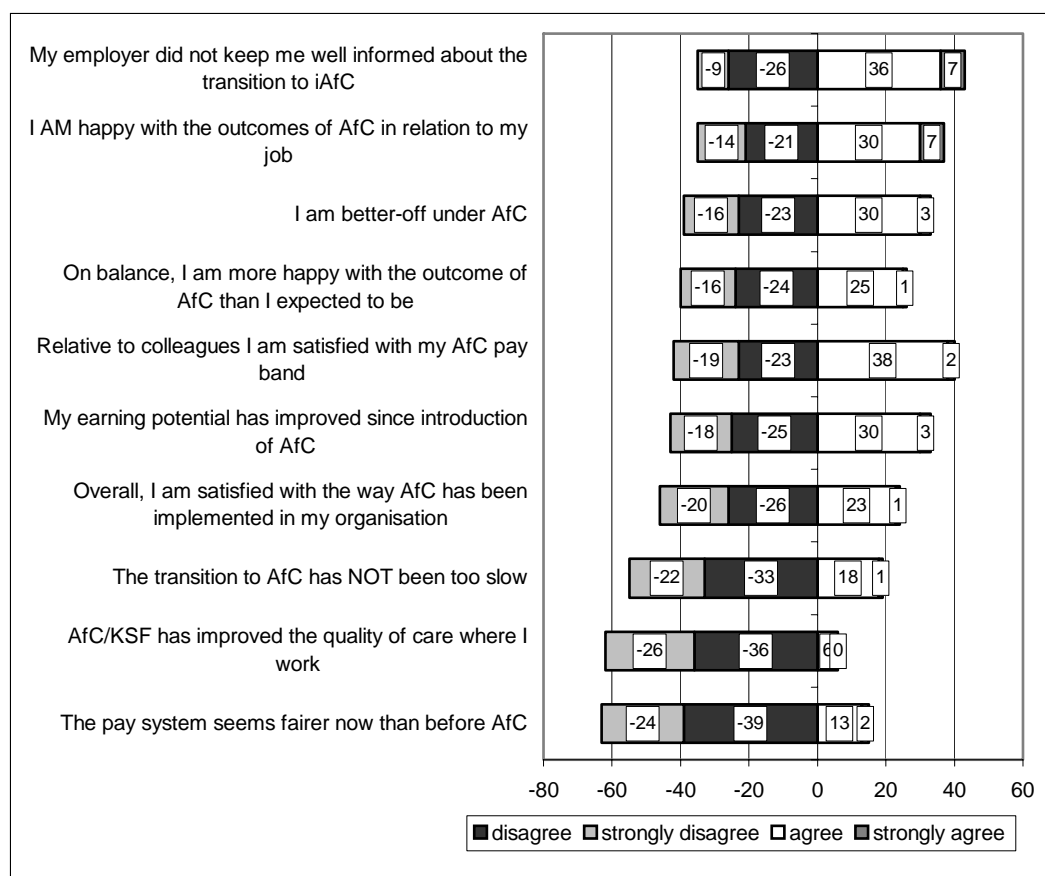 My employer did not keep me well informed about the
transition to iAfC
-9 -26 36 7
I AM happy with the outcomes of AfC in relation to my
job
-14 -21 30 7
I am better-off under AfC
-16 -23 30 3
On balance, I am more happy with the outcome of
AfC than I expected to be
-16 -24 25 1
Relative to colleagues I am satisfied with my AfC pay
band
-19 -23 38 2
My earning potential has improved since introduction
of AfC
-18 -25 30 3
Overall, I am satisfied with the way AfC has been
implemented in my organisation
-20 -26 23 1
The transition to AfC has NOT been too slow
-22 -33 18 1
AfC/KSF has improved the quality of care where I
work
-26 -36 6 0
The pay system seems fairer now than before AfC
-24 -39 13 2
-80 -60 -40 -20 0 20 40 60
disagree strongly disagree agree strongly agree